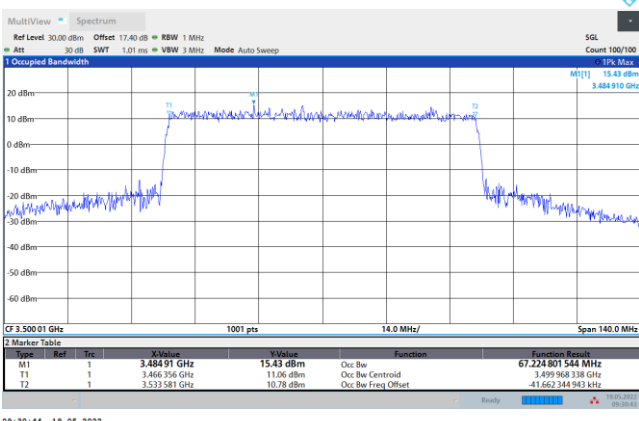 MultiView Spectrum
Ref Level 30.00 dBm Offset 17.40 dB RBW 1 MHz SGL
Att 30 dB SWT 1.01 ms VBW 3 MHz Mode Auto Sweep Count 100/100
1 Occupied Bandwidth 1Pk Max
M1[1] 15.43 dBm
3.484 910 GHz
20 dBm
M1
T1
T2
10 dBm
0 dBm
-10 dBm
-20 dBm
-30 dBm
-40 dBm
-50 dBm
-60 dBm
CF 3.500 01 GHz 1001 pts 14.0 MHz/ Span 140.0 MHz
2 Marker Table
Type Ref Trc X-Value Y-Value Function Function Result
M1 1 3.484 91 GHz 15.43 dBm Occ Bw 67.224 801 544 MHz
T1 1 3.466 356 GHz 11.06 dBm Occ Bw Centroid 3.499 968 338 GHz
T2 1 3.533 581 GHz 10.78 dBm Occ Bw Freq Offset -41.662 344 943 kHz
Ready